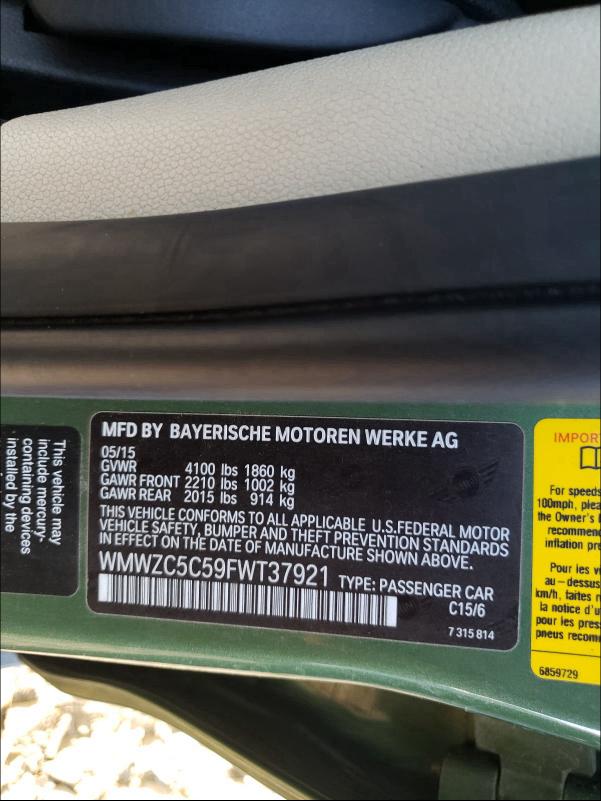 This vehicle may
include mercury-
containing devices
installed by the
MFD BY BAYERISCHE MOTOREN WERKE AG
05/15
GVWR 4100 lbs 1860 kg
GAWR FRONT 2210 lbs 1002 kg
GAWR REAR 2015 lbs 914 kg
THIS VEHICLE CONFORMS TO ALL APPLICABLE U.S.FEDERAL MOTOR
VEHICLE SAFETY, BUMPER AND THEFT PREVENTION STANDARDS
IN EFFECT ON THE DATE OF MANUFACTURE SHOWN ABOVE.
WMWZC5C59FWT37921 TYPE: PASSENGER CAR
C15/6
7 315 814
IMPOR
For speeds
100mph, plea
the Owner's
recommen
inflation pre
Pour les v
au-dessus
km/h, faites
la notice d'u
pour les pres
pneus recom
6859729